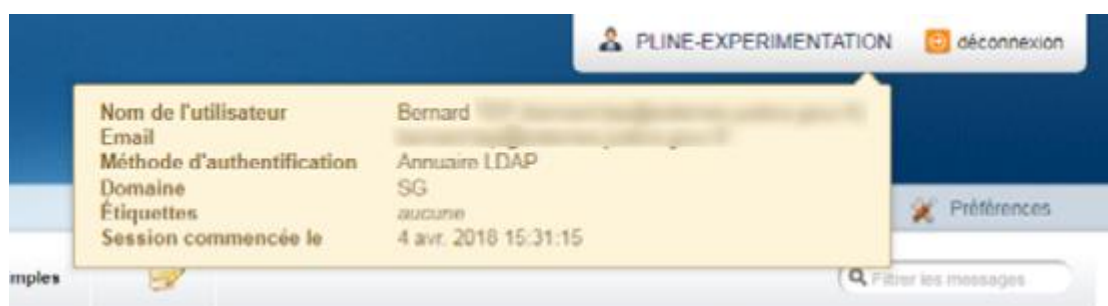 PLINE-EXPERIMENTATION déconnexion
Nom de l'utilisateur Bernard
Email
Méthode d'authentification Annuaire LDAP
Domaine SG
Étiquettes aucune
Session commencée le 4 avr. 2018 15:31:15
Préférences
mples
Filtrer les messages